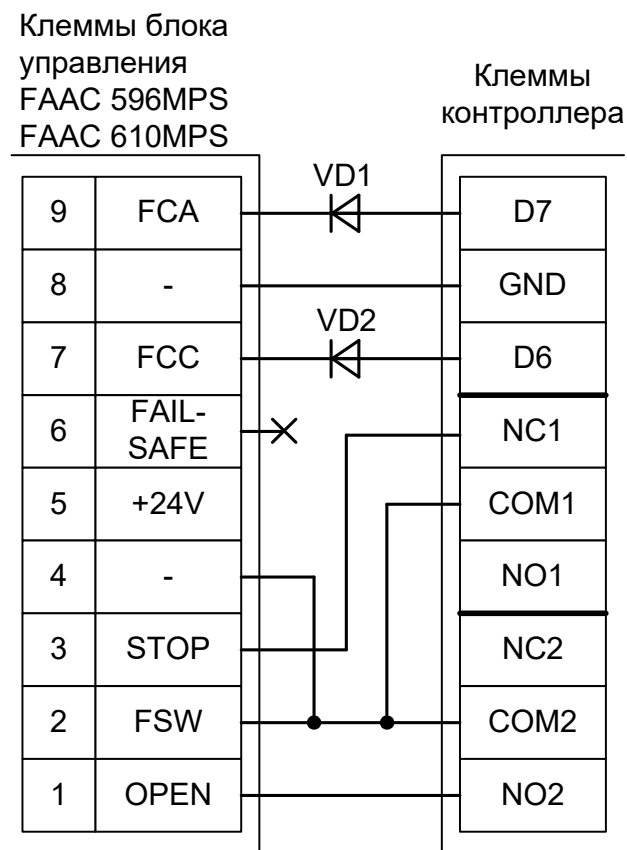 Клеммы блока
управления
FAAC 596MPS
FAAC 610MPS
Клеммы
контроллера
9 FCA VD1 D7
8 - GND
7 FCC VD2 D6
6 FAIL-
SAFE NC1
5 +24V COM1
4 - NO1
3 STOP NC2
2 FSW COM2
1 OPEN NO2